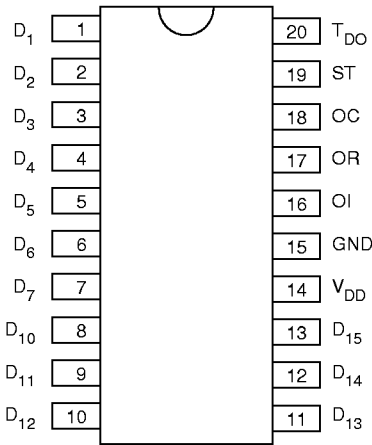 D1 1 20 TDO
D2 2 19 ST
D3 3 18 OC
D4 4 17 OR
D5 5 16 OI
D6 6 15 GND
D7 7 14 VDD
D10 8 13 D15
D11 9 12 D14
D12 10 11 D13